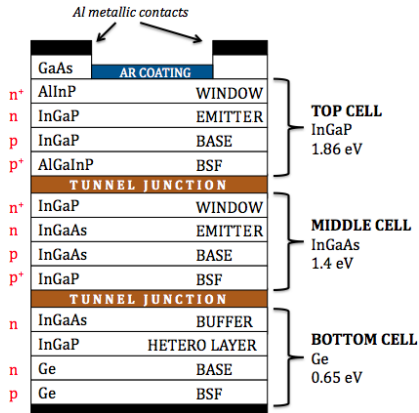 Al metallic contacts
GaAs AR COATING
n+ AlInP WINDOW
n InGaP EMITTER
p InGaP BASE
p+ AlGaInP BSF
TOP CELL
InGaP
1.86 eV
TUNNEL JUNCTION
n+ InGaP WINDOW
n InGaAs EMITTER
p InGaAs BASE
p+ InGaP BSF
MIDDLE CELL
InGaAs
1.4 eV
TUNNEL JUNCTION
n InGaAs BUFFER
InGaP HETERO LAYER
n Ge BASE
p Ge BSF
BOTTOM CELL
Ge
0.65 eV